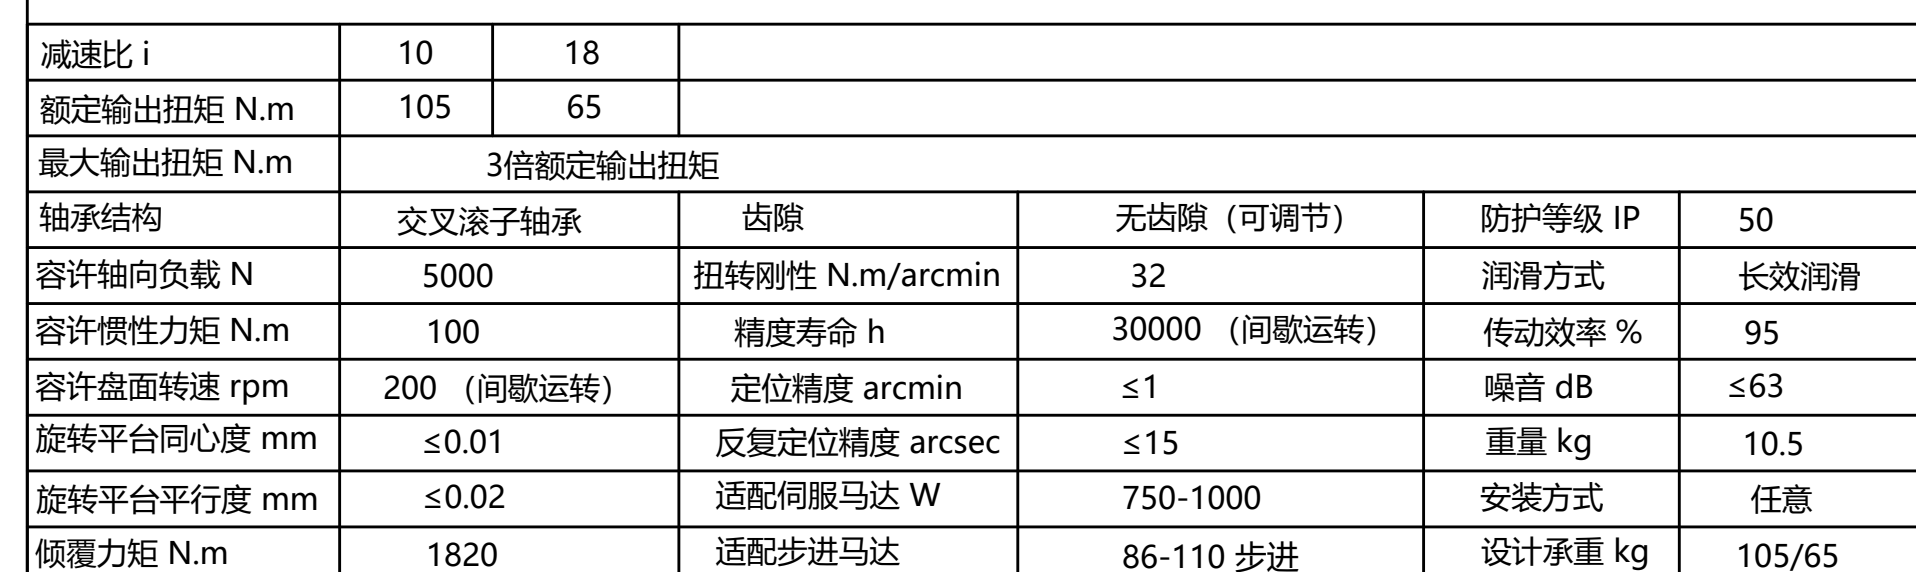 减速比 i 10 18
额定输出扭矩 N.m 105 65
最大输出扭矩 N.m 3倍额定输出扭矩
轴承结构 交叉滚子轴承 齿隙 无齿隙（可调节） 防护等级 IP 50
容许轴向负载 N 5000 扭转刚性 N.m/arcmin 32 润滑方式 长效润滑
容许惯性力矩 N.m 100 精度寿命 h 30000 （间歇运转） 传动效率 % 95
容许盘面转速 rpm 200 （间歇运转） 定位精度 arcmin ≤1 噪音 dB ≤63
旋转平台同心度 mm ≤0.01 反复定位精度 arcsec ≤15 重量 kg 10.5
旋转平台平行度 mm ≤0.02 适配伺服马达 W 750-1000 安装方式 任意
倾覆力矩 N.m 1820 适配步进马达 86-110 步进 设计承重 kg 105/65